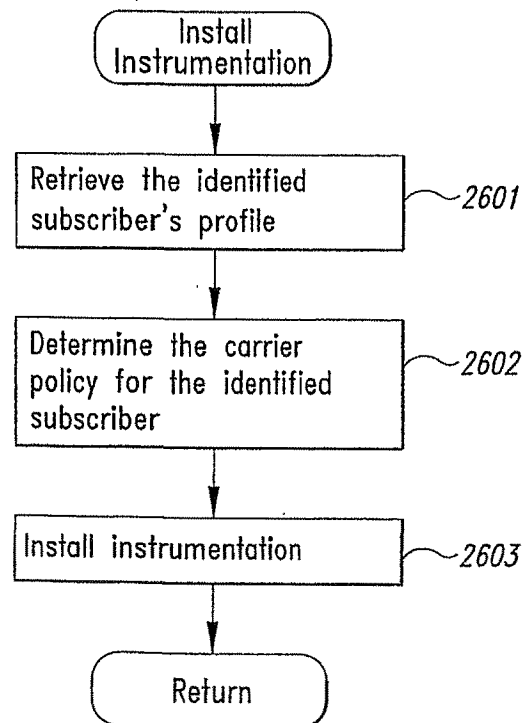 Install
Instrumentation
Retrieve the identified
subscriber's profile
2601
Determine the carrier
policy for the identified
subscriber
2602
Install instrumentation
2603
Return